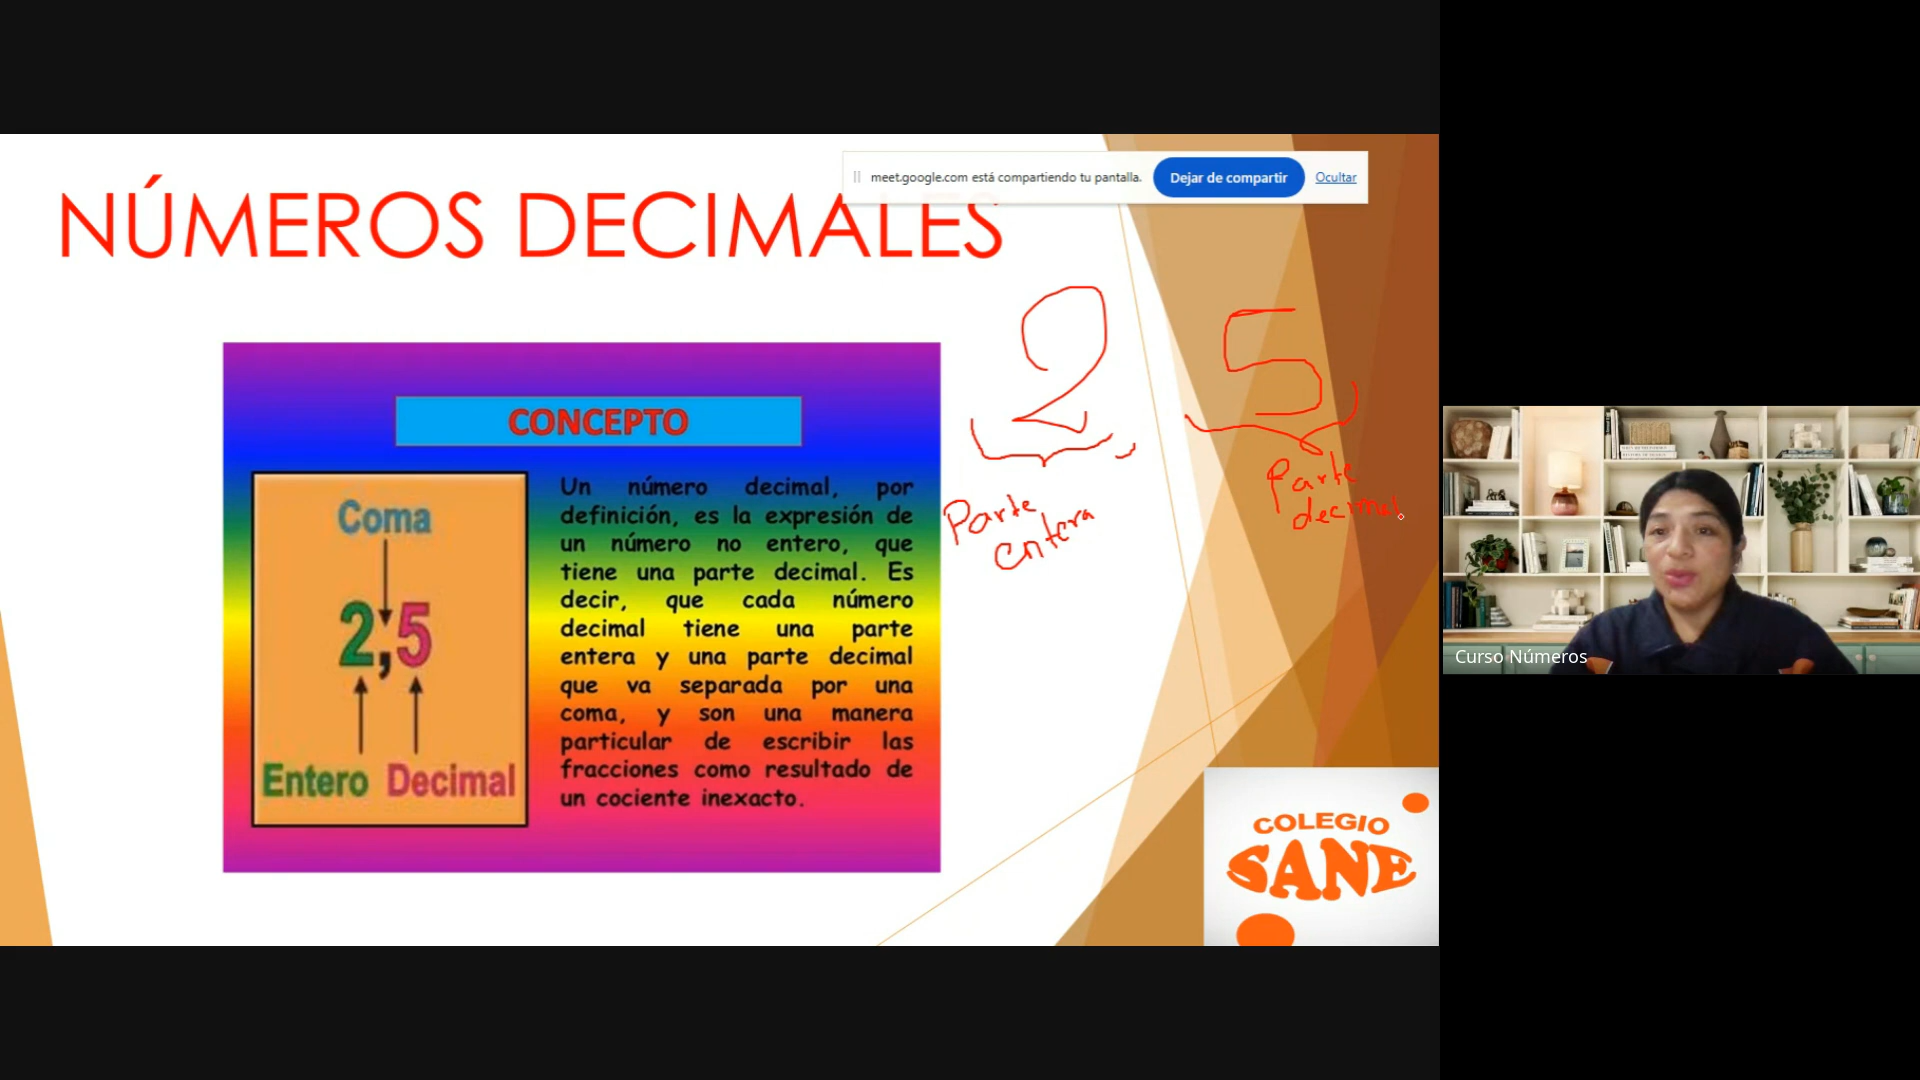 meet.google.com está compartiendo tu pantalla. Dejar de compartir Ocultar
NÚMEROS DECIMALES
2 , 5
Parte
entera
Parte
decimal
CONCEPTO
Coma
2,5
Entero Decimal
Un número decimal, por
definición, es la expresión de
un número no entero, que
tiene una parte decimal. Es
decir, que cada número
decimal tiene una parte
entera y una parte decimal
que va separada por una
coma, y son una manera
particular de escribir las
fracciones como resultado de
un cociente inexacto.
COLEGIO
SANE
Curso Números